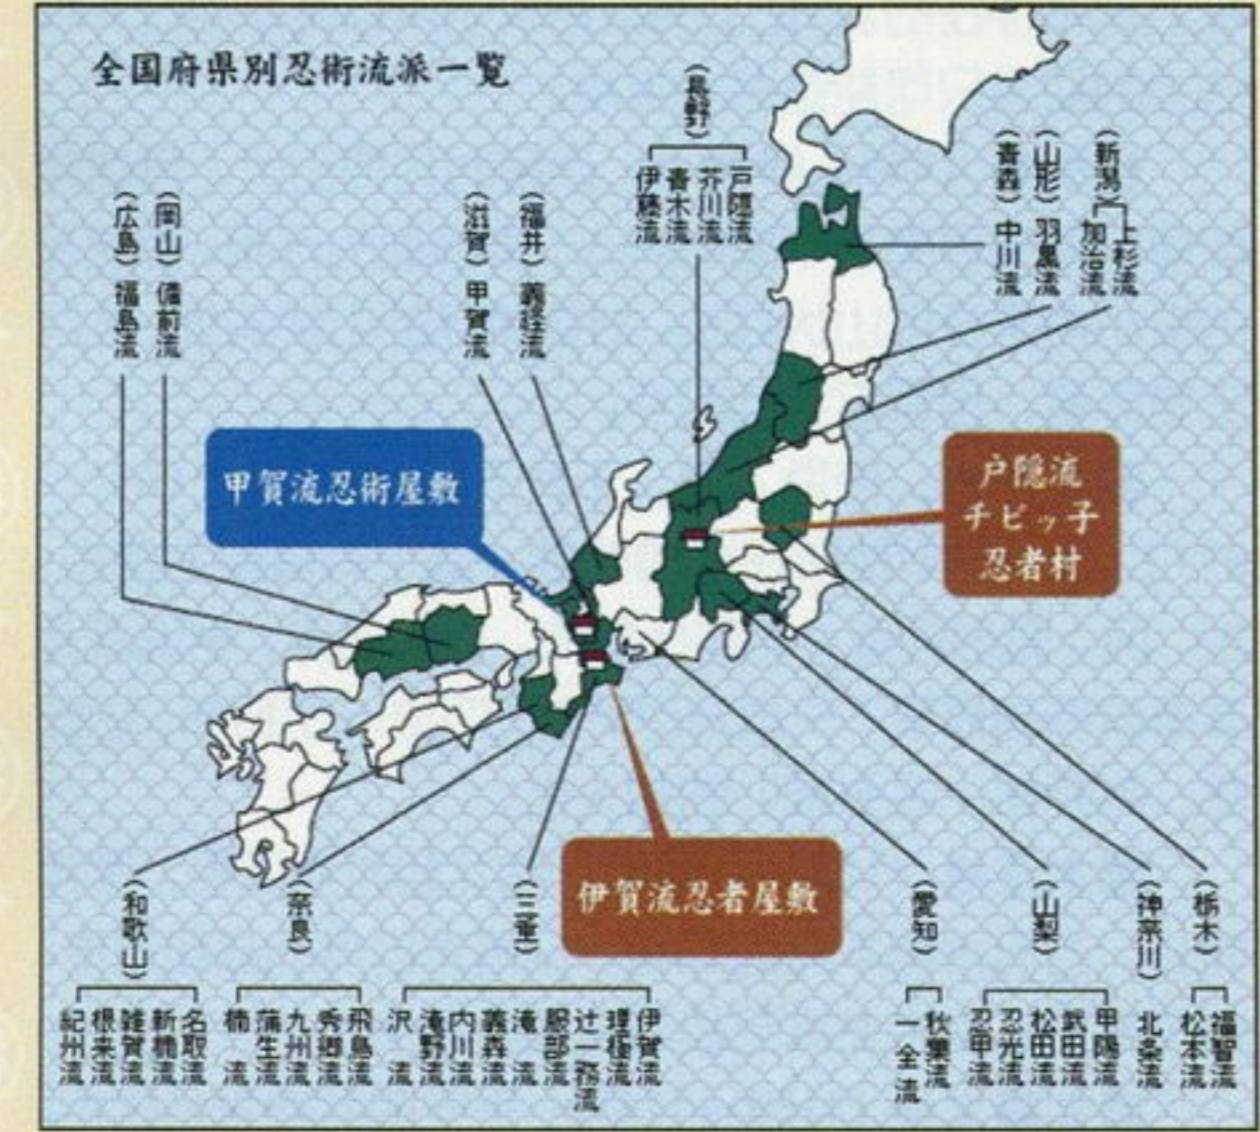 全国府県別忍術流派一覧
(長野)
戸隠流
芥川流
青木流
伊藤流
(新潟)
上杉流
加治流
(山形)羽黒流
(青森)中川流
(福井)義経流
(滋賀)甲賀流
(岡山)備前流
(広島)福島流
甲賀流忍術屋敷
戸隠流
チビッ子
忍者村
伊賀流忍者屋敷
(栃木)
福智流
松本流
(神奈川)北条流
(山梨)
甲陽流
武田流
松田流
忍光流
忍甲流
(愛知)
秋葉流
一全流
(三重)
伊賀流
理極流
辻一務流
服部流
滝流
義森流
内川流
滝野流
沢流
(奈良)
飛鳥流
秀郷流
九州流
蒲生流
楠流
(和歌山)
名取流
新楠流
雑賀流
根来流
紀州流